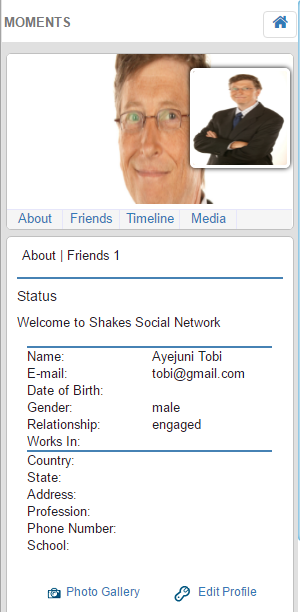 MOMENTS
About Friends Timeline Media
About | Friends 1
Status
Welcome to Shakes Social Network
Name: Ayejuni Tobi
E-mail: tobi@gmail.com
Date of Birth:
Gender: male
Relationship: engaged
Works In:
Country:
State:
Address:
Profession:
Phone Number:
School:
Photo Gallery Edit Profile